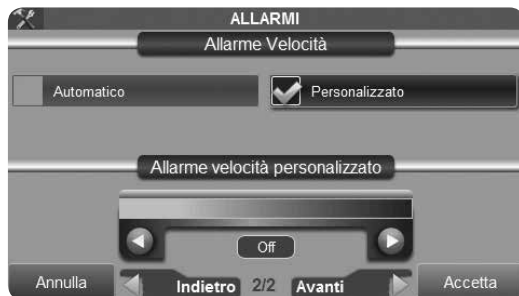 ALLARMI
Allarme Velocità
Automatico
Personalizzato
Allarme velocità personalizzato
Off
Annulla
Indietro 2/2 Avanti
Accetta